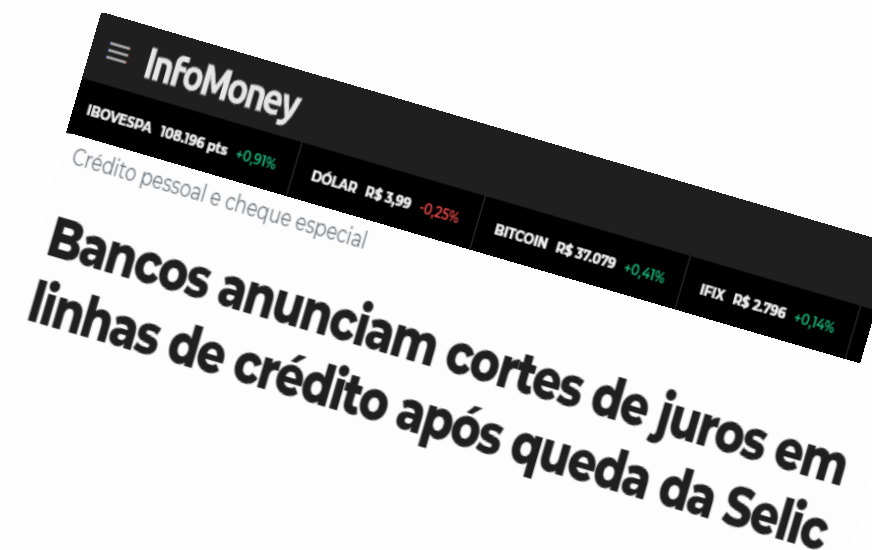 InfoMoney
IBOVESPA 108.196 pts +0,91% DÓLAR R$ 3,99 -0,25% BITCOIN R$ 37.079 +0,41% IFIX R$ 2.796 +0,14%
Crédito pessoal e cheque especial
Bancos anunciam cortes de juros em
linhas de crédito após queda da Selic